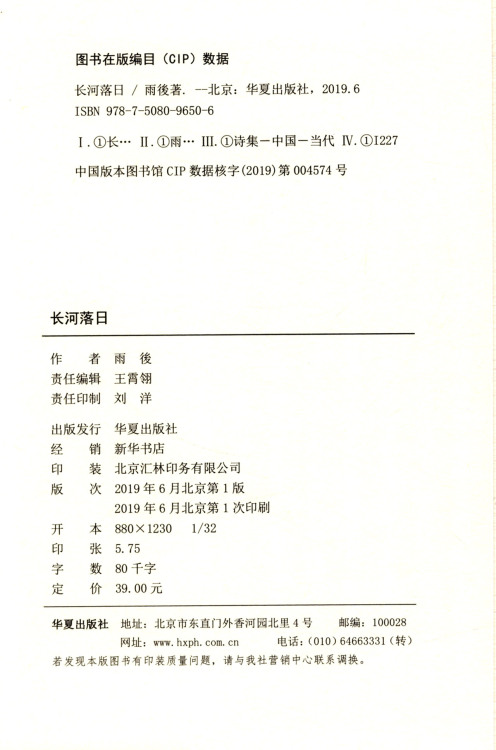 图书在版编目（CIP）数据
长河落日 / 雨後著. --北京：华夏出版社，2019.6
ISBN 978-7-5080-9650-6
Ⅰ.①长… Ⅱ.①雨… Ⅲ.①诗集－中国－当代 Ⅳ.①I227
中国版本图书馆 CIP 数据核字(2019)第 004574 号
长河落日
作 者 雨 後
责任编辑 王霄翎
责任印制 刘 洋
出版发行 华夏出版社
经 销 新华书店
印 装 北京汇林印务有限公司
版 次 2019 年 6 月北京第 1 版
2019 年 6 月北京第 1 次印刷
开 本 880×1230 1/32
印 张 5.75
字 数 80 千字
定 价 39.00 元
华夏出版社 地址：北京市东直门外香河园北里 4 号 邮编：100028
网址：www.hxph.com.cn 电话：(010)64663331(转)
若发现本版图书有印装质量问题，请与我社营销中心联系调换。